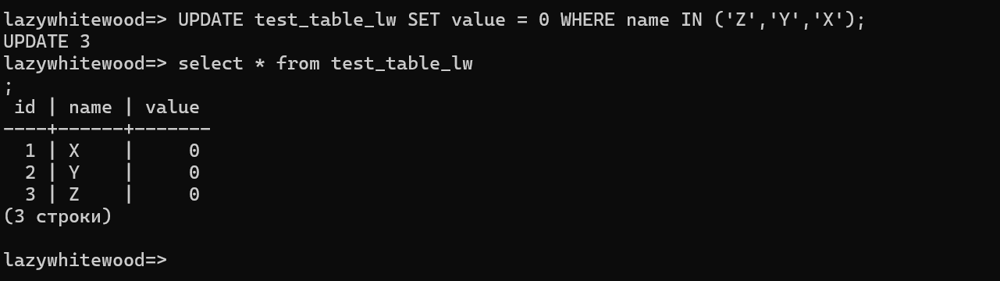 lazywhitewood=> UPDATE test_table_lw SET value = 0 WHERE name IN ('Z','Y','X');
UPDATE 3
lazywhitewood=> select * from test_table_lw
;
 id | name | value
----+------+-------
  1 | X    |     0
  2 | Y    |     0
  3 | Z    |     0
(3 строки)

lazywhitewood=>